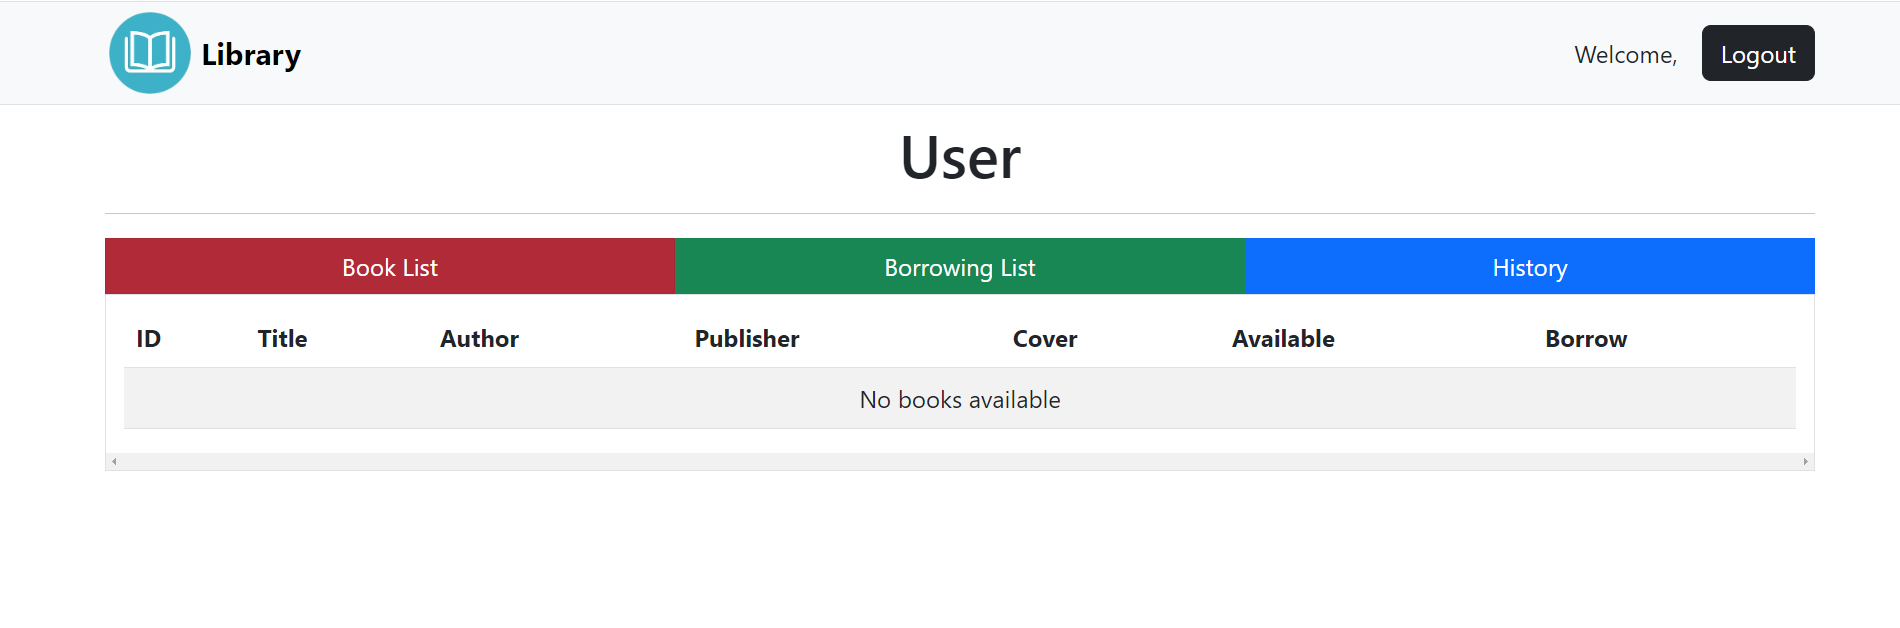 Library
Welcome,
Logout
User
Book List
Borrowing List
History
ID Title Author Publisher Cover Available Borrow
No books available